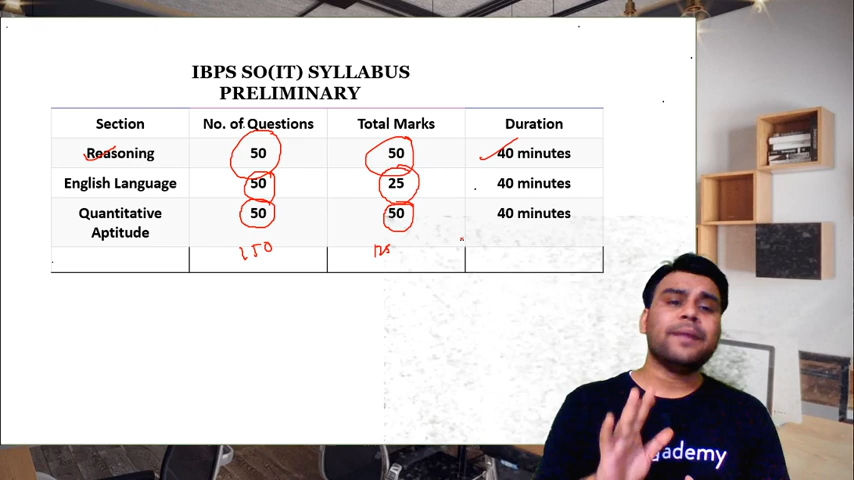 IBPS SO(IT) SYLLABUS
PRELIMINARY
Section No. of Questions Total Marks Duration
Reasoning 50 50 40 minutes
English Language 50 25 40 minutes
Quantitative Aptitude 50 50 40 minutes
150 125
ademy